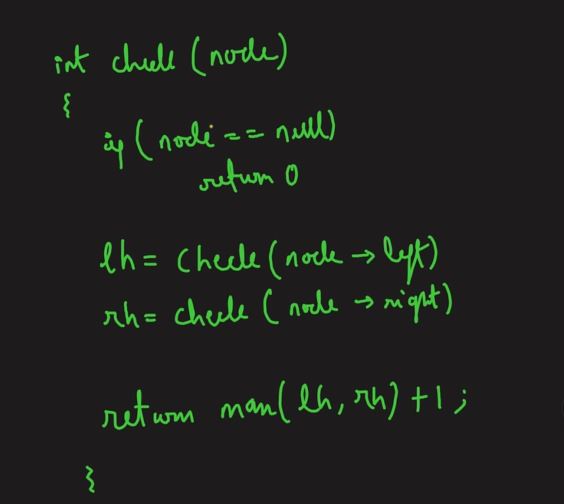 int check (node)
{
if (node == null)
return 0
lh = check (node → left)
rh = check (node → right)
return max(lh, rh) + 1;
}